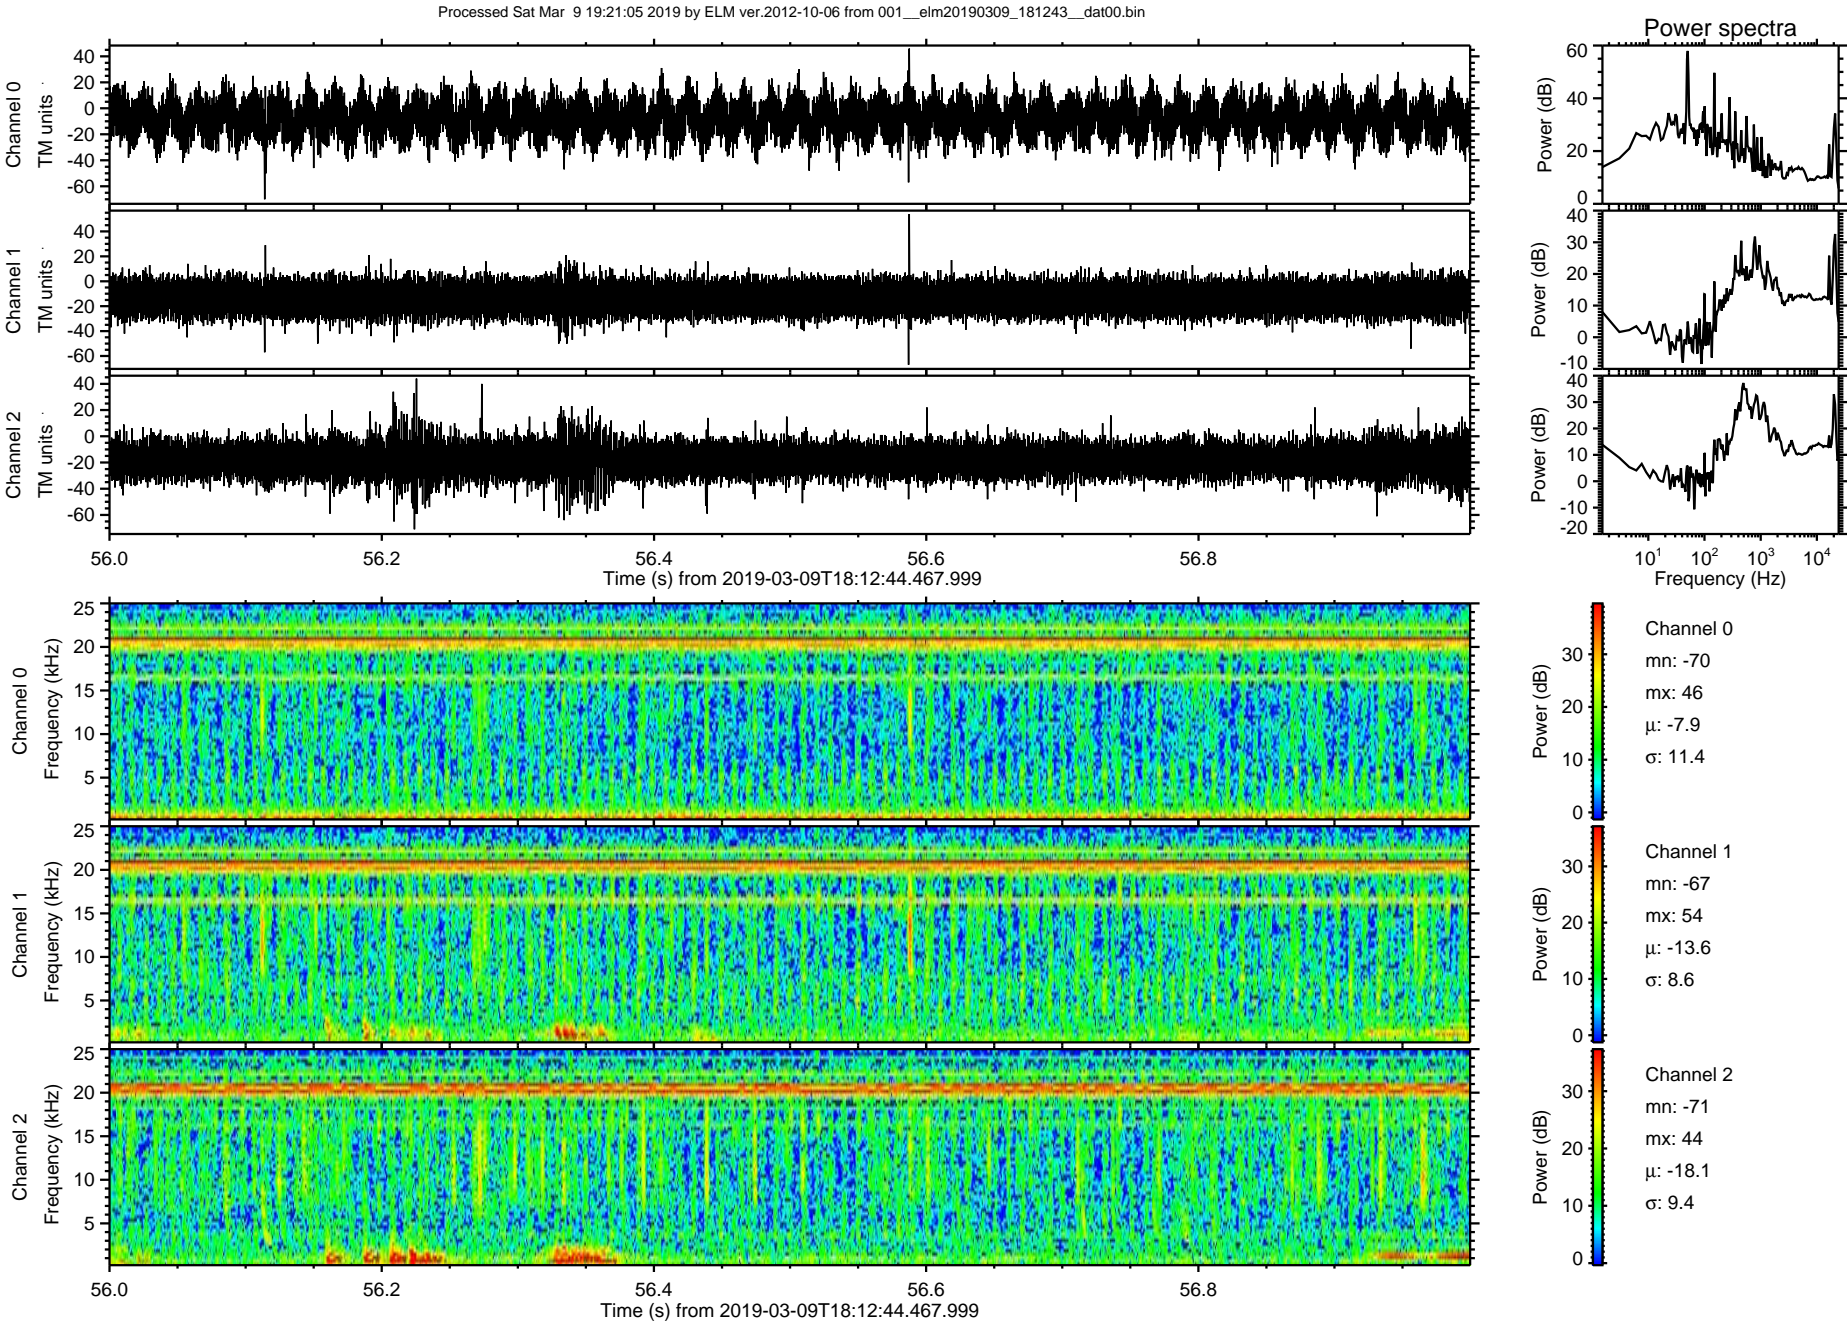 Processed Sat Mar  9 19:21:05 2019 by ELM ver.2012-10-06 from 001__elm20190309_181243__dat00.bin
Power spectra
Channel 0
TM units
40
20
0
-20
-40
-60
Power (dB)
60
40
20
0
Channel 1
TM units
40
20
0
-20
-40
-60
Power (dB)
40
30
20
10
0
-10
Channel 2
TM units
40
20
0
-20
-40
-60
Power (dB)
40
30
20
10
0
-10
-20
56.0 56.2 56.4 56.6 56.8
Time (s) from 2019-03-09T18:12:44.467.999
10¹ 10² 10³ 10⁴
Frequency (Hz)
Channel 0
Frequency (kHz)
25
20
15
10
5
Power (dB)
30
20
10
0
Channel 0
mn: -70
mx: 46
μ: -7.9
σ: 11.4
Channel 1
Frequency (kHz)
25
20
15
10
5
Power (dB)
30
20
10
0
Channel 1
mn: -67
mx: 54
μ: -13.6
σ: 8.6
Channel 2
Frequency (kHz)
25
20
15
10
5
Power (dB)
30
20
10
0
Channel 2
mn: -71
mx: 44
μ: -18.1
σ: 9.4
56.0 56.2 56.4 56.6 56.8
Time (s) from 2019-03-09T18:12:44.467.999